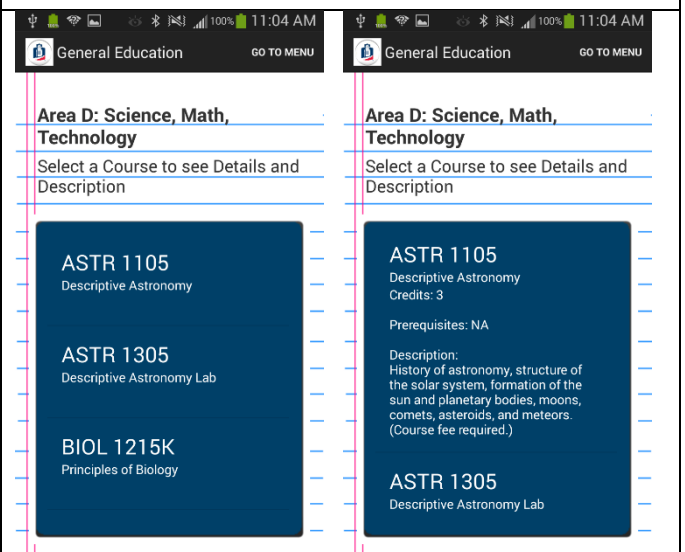 100% 11:04 AM
General Education GO TO MENU
Area D: Science, Math,
Technology
Select a Course to see Details and
Description
ASTR 1105
Descriptive Astronomy
ASTR 1305
Descriptive Astronomy Lab
BIOL 1215K
Principles of Biology
100% 11:04 AM
General Education GO TO MENU
Area D: Science, Math,
Technology
Select a Course to see Details and
Description
ASTR 1105
Descriptive Astronomy
Credits: 3
Prerequisites: NA
Description:
History of astronomy, structure of
the solar system, formation of the
sun and planetary bodies, moons,
comets, asteroids, and meteors.
(Course fee required.)
ASTR 1305
Descriptive Astronomy Lab